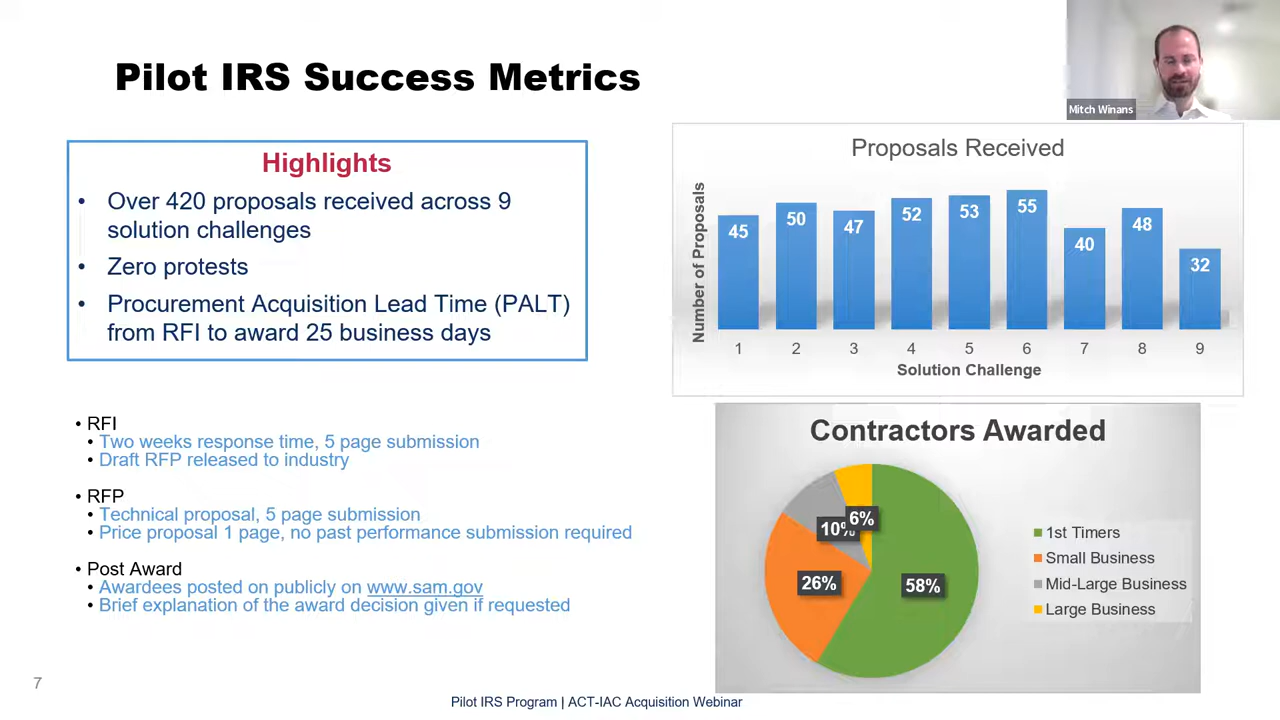 Pilot IRS Success Metrics
Mitch Winans
Highlights
• Over 420 proposals received across 9
solution challenges
• Zero protests
• Procurement Acquisition Lead Time (PALT)
from RFI to award 25 business days
• RFI
• Two weeks response time, 5 page submission
• Draft RFP released to industry
• RFP
• Technical proposal, 5 page submission
• Price proposal 1 page, no past performance submission required
• Post Award
• Awardees posted on publicly on www.sam.gov
• Brief explanation of the award decision given if requested
Proposals Received
Number of Proposals
45 50 47 52 53 55 40 48 32
1 2 3 4 5 6 7 8 9
Solution Challenge
Contractors Awarded
10%
6%
26%
58%
1st Timers
Small Business
Mid-Large Business
Large Business
7
Pilot IRS Program | ACT-IAC Acquisition Webinar